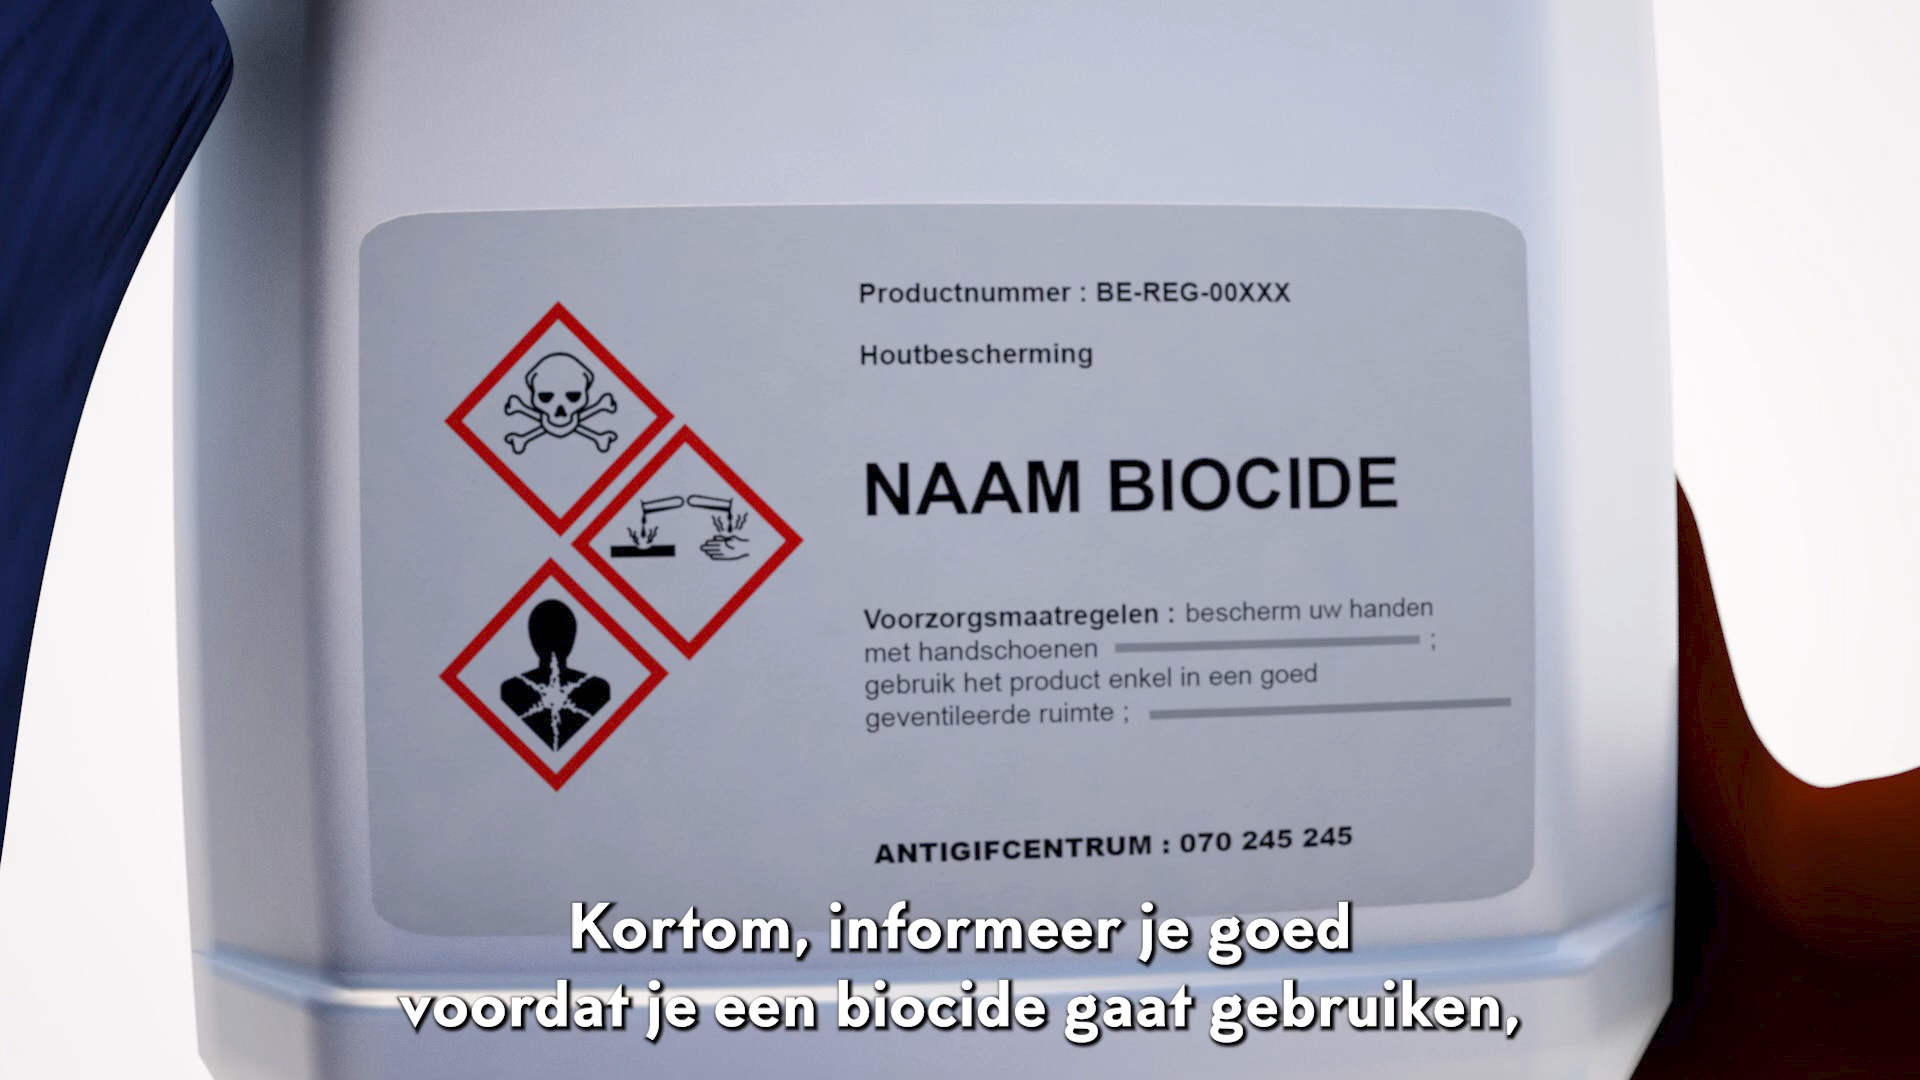 Productnummer : BE-REG-00XXX
Houtbescherming
NAAM BIOCIDE
Voorzorgsmaatregelen : bescherm uw handen
met handschoenen ;
gebruik het product enkel in een goed
geventileerde ruimte ;
ANTIGIFCENTRUM : 070 245 245
Kortom, informeer je goed
voordat je een biocide gaat gebruiken,